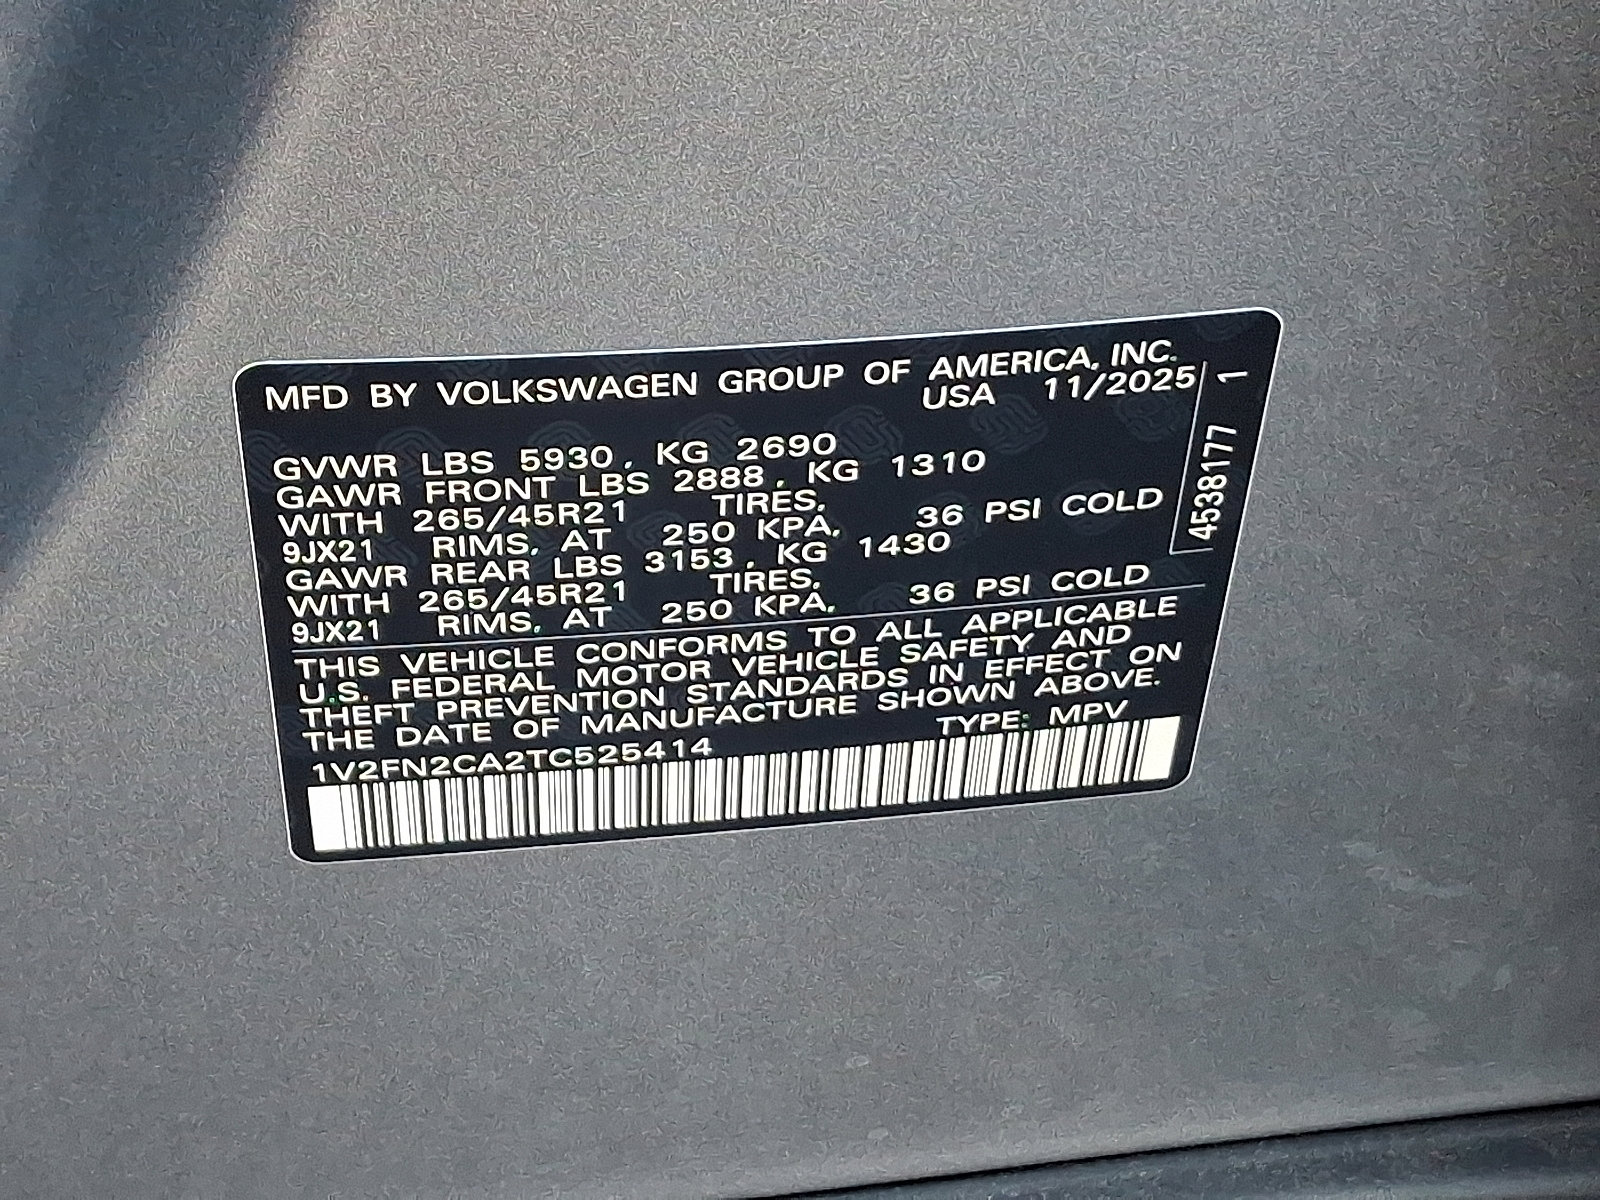 MFD BY VOLKSWAGEN GROUP OF AMERICA, INC.
USA 11/2025
GVWR LBS 5930, KG 2690
GAWR FRONT LBS 2888, KG 1310
WITH 265/45R21 TIRES,
9JX21 RIMS, AT 250 KPA, 36 PSI COLD
GAWR REAR LBS 3153, KG 1430
WITH 265/45R21 TIRES,
9JX21 RIMS, AT 250 KPA, 36 PSI COLD
THIS VEHICLE CONFORMS TO ALL APPLICABLE
U.S. FEDERAL MOTOR VEHICLE SAFETY AND
THEFT PREVENTION STANDARDS IN EFFECT ON
THE DATE OF MANUFACTURE SHOWN ABOVE.
1V2FN2CA2TC525414 TYPE: MPV
4538177 1